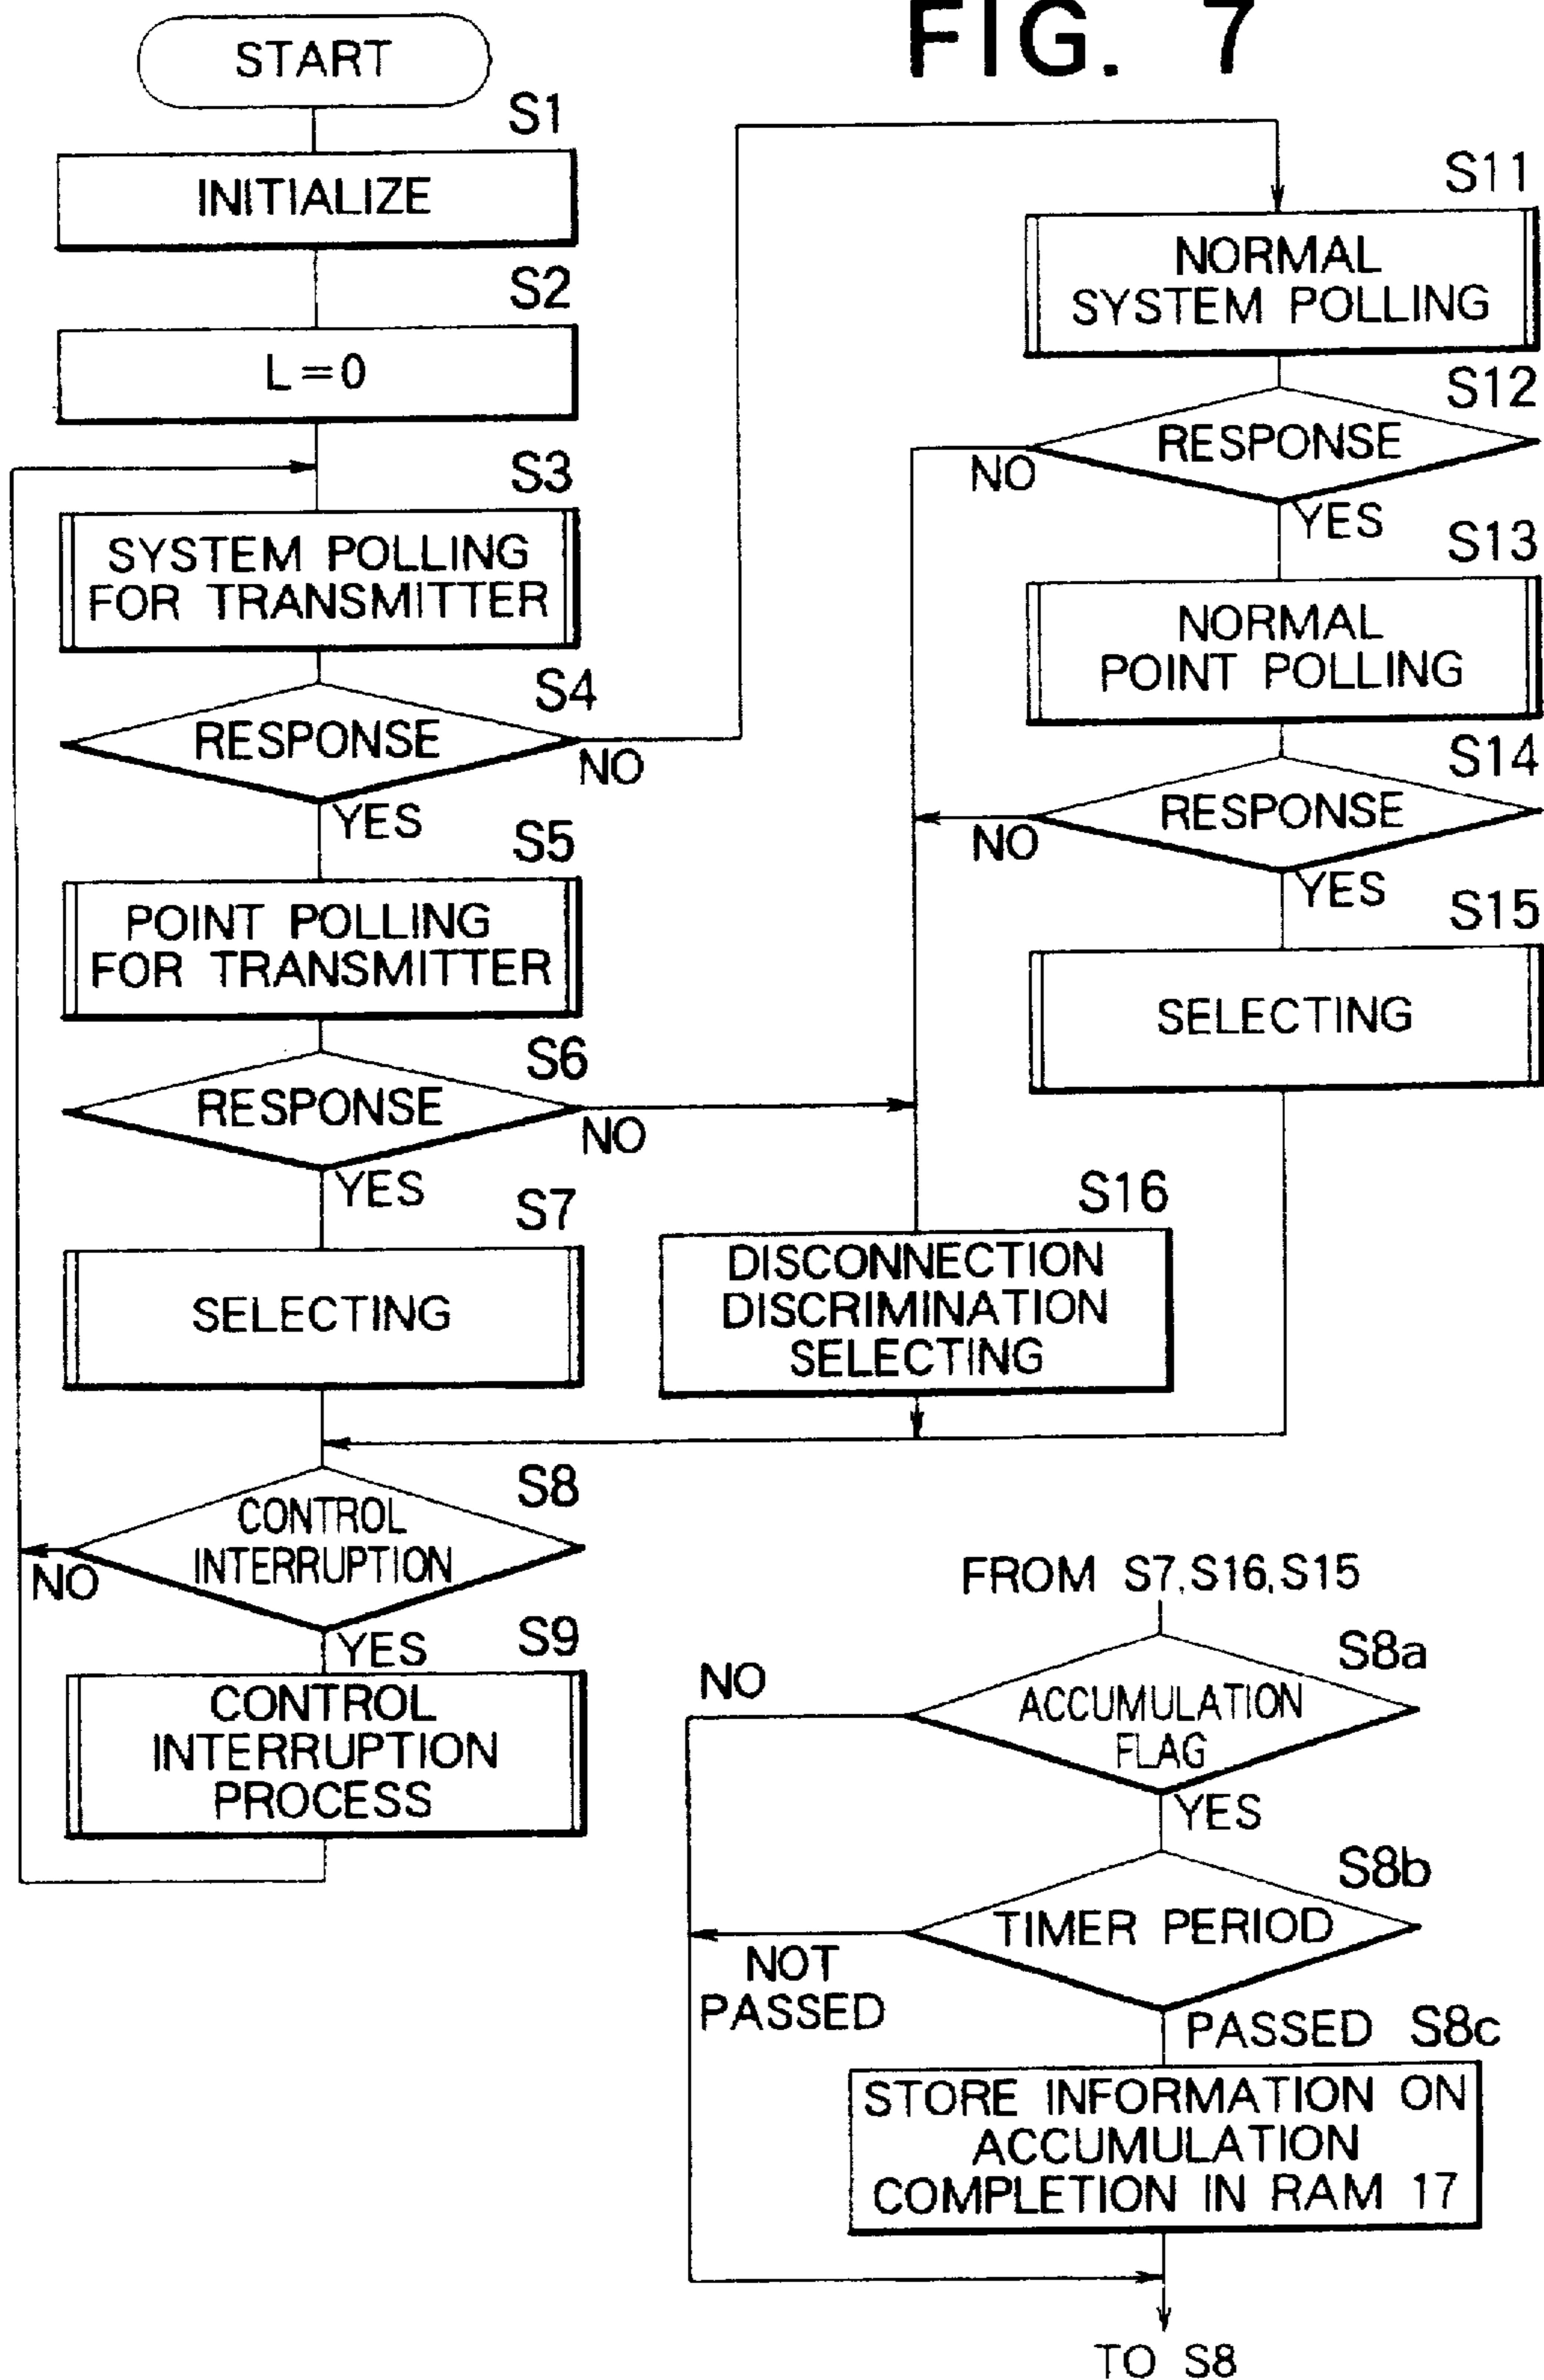 FIG. 7
START
S1
INITIALIZE
S2
L=0
S3
SYSTEM POLLING
FOR TRANSMITTER
S4
RESPONSE
NO
YES
S5
POINT POLLING
FOR TRANSMITTER
S6
RESPONSE
NO
YES
S7
SELECTING
S8
CONTROL
INTERRUPTION
NO
YES
S9
CONTROL
INTERRUPTION
PROCESS
S11
NORMAL
SYSTEM POLLING
S12
RESPONSE
NO
YES
S13
NORMAL
POINT POLLING
S14
RESPONSE
NO
YES
S15
SELECTING
S16
DISCONNECTION
DISCRIMINATION
SELECTING
FROM S7,S16,S15
S8a
NO
ACCUMULATION
FLAG
YES
S8b
TIMER PERIOD
NOT
PASSED
PASSED S8c
STORE INFORMATION ON
ACCUMULATION
COMPLETION IN RAM 17
TO S8